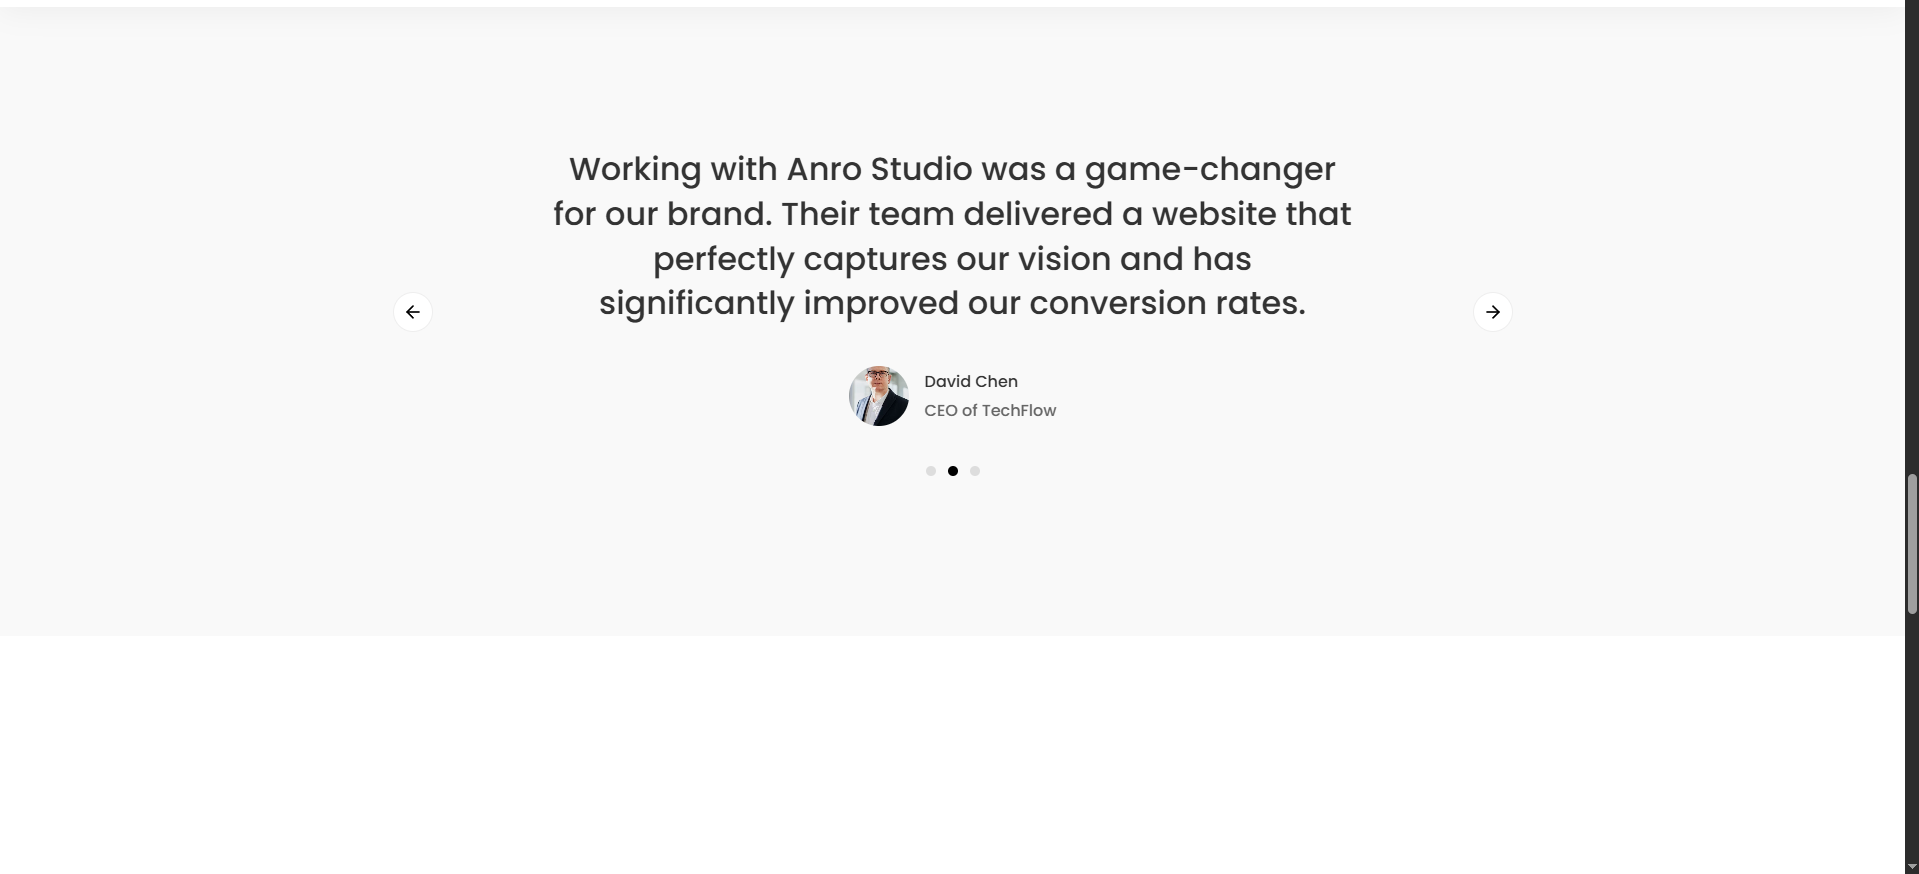 Working with Anro Studio was a game-changer
for our brand. Their team delivered a website that
perfectly captures our vision and has
significantly improved our conversion rates.
David Chen
CEO of TechFlow